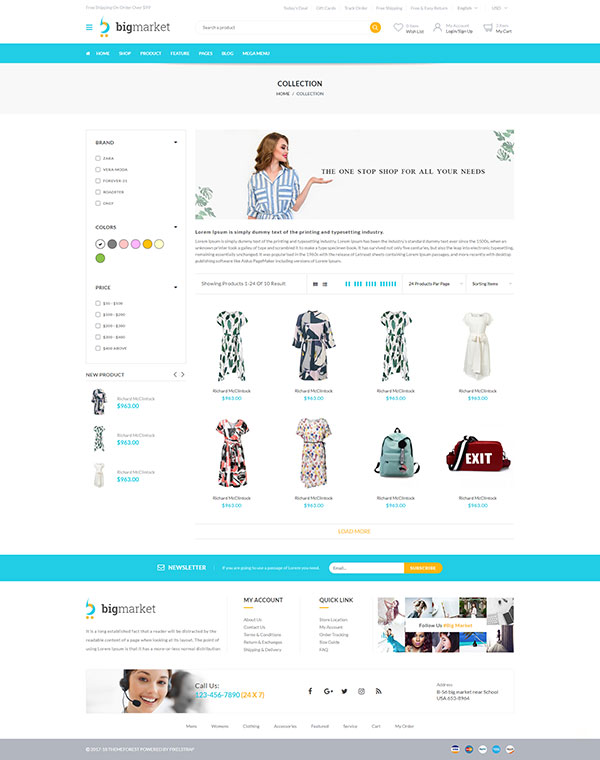 Free Shipping On Order Over $99!
Today's Deal
Gift Cards
Track Order
Free Shipping
Free & Easy Return
English
USD
bigmarket
Search a product
0 item
Wish List
My Account
Login/Sign Up
0 item
My Cart
HOME
SHOP
PRODUCT
FEATURE
PAGES
BLOG
MEGA MENU
COLLECTION
HOME / COLLECTION
BRAND
ZARA
VERA-MODA
FOREVER-21
ROADSTER
ONLY
COLORS
PRICE
$10 - $100
$100 - $200
$200 - $300
$300 - $400
$400 ABOVE
NEW PRODUCT
Richard McClintock
$963.00
Richard McClintock
$963.00
Richard McClintock
$963.00
THE ONE STOP SHOP FOR ALL YOUR NEEDS
Lorem Ipsum is simply dummy text of the printing and typesetting industry.
Lorem Ipsum is simply dummy text of the printing and typesetting industry. Lorem Ipsum has been the industry's standard dummy text ever since the 1500s, when an
unknown printer took a galley of type and scrambled it to make a type specimen book. It has survived not only five centuries, but also the leap into electronic typesetting,
remaining essentially unchanged. It was popularised in the 1960s with the release of Letraset sheets containing Lorem Ipsum passages, and more recently with desktop
publishing software like Aldus PageMaker including versions of Lorem Ipsum.
Showing Products 1-24 Of 10 Result
24 Products Par Page
Sorting Items
Richard McClintock
$963.00
Richard McClintock
$963.00
Richard McClintock
$963.00
Richard McClintock
$963.00
EXIT
Richard McClintock
$963.00
Richard McClintock
$963.00
Richard McClintock
$963.00
Richard McClintock
$963.00
LOAD MORE
NEWSLETTER
If you are going to use a passage of Lorem you need.
Email...
SUBSCRIBE
bigmarket
It is a long established fact that a reader will be distracted by the
readable content of a page when looking at its layout. The point of
using Lorem Ipsum is that it has a more-or-less normal distribution
MY ACCOUNT
About Us
Contact Us
Terms & Conditions
Return & Exchanges
Shipping & Delivery
QUICK LINK
Store Location
My Account
Order Tracking
Size Guide
FAQ
Follow Us #Big Market
Call Us:
123-456-7890 (24 X 7)
Address
B-56 big market near School
USA.655-8964
Mens
Womens
Clothing
Accessories
Featured
Service
Cart
My Order